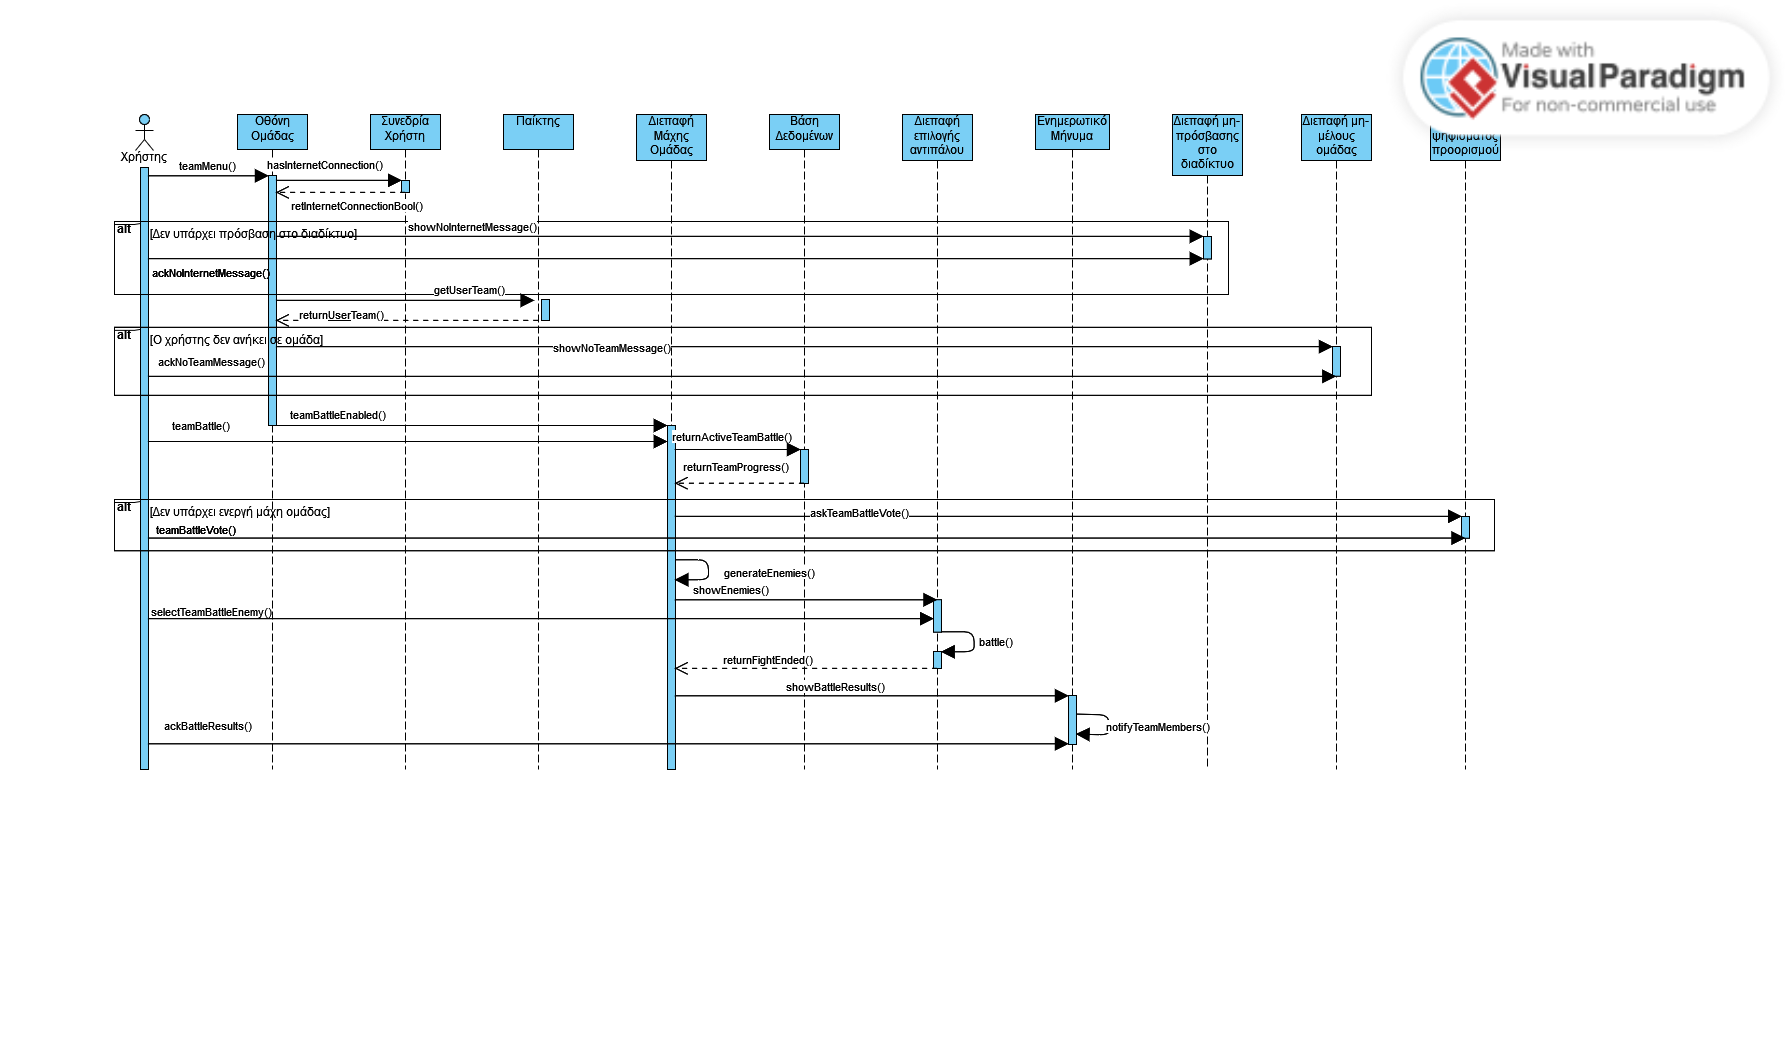 Made with
Visual Paradigm
For non-commercial use
Χρήστης
Οθόνη
Ομάδας
Συνεδρία
Χρήστη
Παίκτης
Διεπαφή
Μάχης
Ομάδας
Βάση
Δεδομένων
Διεπαφή
επιλογής
αντιπάλου
Ενημερωτικό
Μήνυμα
Διεπαφή μη-
πρόσβασης
στο
διαδίκτυο
Διεπαφή μη-
μέλους
ομάδας
ψηφίσματος
προορισμού
teamMenu()
hasInternetConnection()
retInternetConnectionBool()
alt
[Δεν υπάρχει πρόσβαση στο διαδίκτυο]
showNoInternetMessage()
ackNoInternetMessage()
getUserTeam()
returnUserTeam()
alt
[Ο χρήστης δεν ανήκει σε ομάδα]
showNoTeamMessage()
ackNoTeamMessage()
teamBattleEnabled()
teamBattle()
returnActiveTeamBattle()
returnTeamProgress()
alt
[Δεν υπάρχει ενεργή μάχη ομάδας]
askTeamBattleVote()
teamBattleVote()
generateEnemies()
showEnemies()
selectTeamBattleEnemy()
battle()
returnFightEnded()
showBattleResults()
ackBattleResults()
notifyTeamMembers()